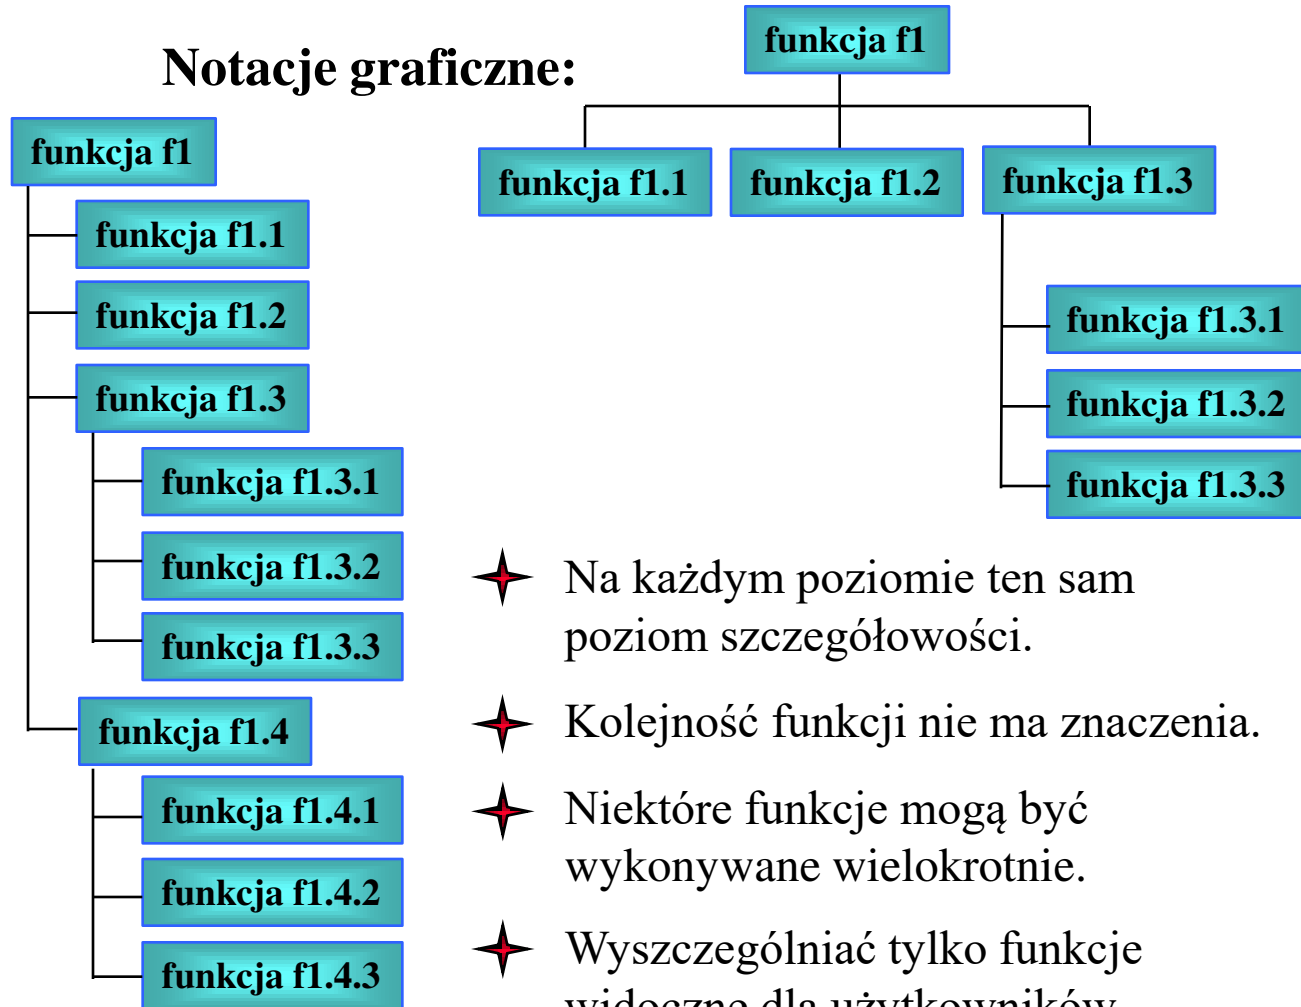 Notacje graficzne:
funkcja f1
funkcja f1.1
funkcja f1.2
funkcja f1.3
funkcja f1.3.1
funkcja f1.3.2
funkcja f1.3.3
funkcja f1.4
funkcja f1.4.1
funkcja f1.4.2
funkcja f1.4.3
funkcja f1
funkcja f1.1
funkcja f1.2
funkcja f1.3
funkcja f1.3.1
funkcja f1.3.2
funkcja f1.3.3
Na każdym poziomie ten sam
poziom szczegółowości.
Kolejność funkcji nie ma znaczenia.
Niektóre funkcje mogą być
wykonywane wielokrotnie.
Wyszczególniać tylko funkcje
widoczne dla użytkowników